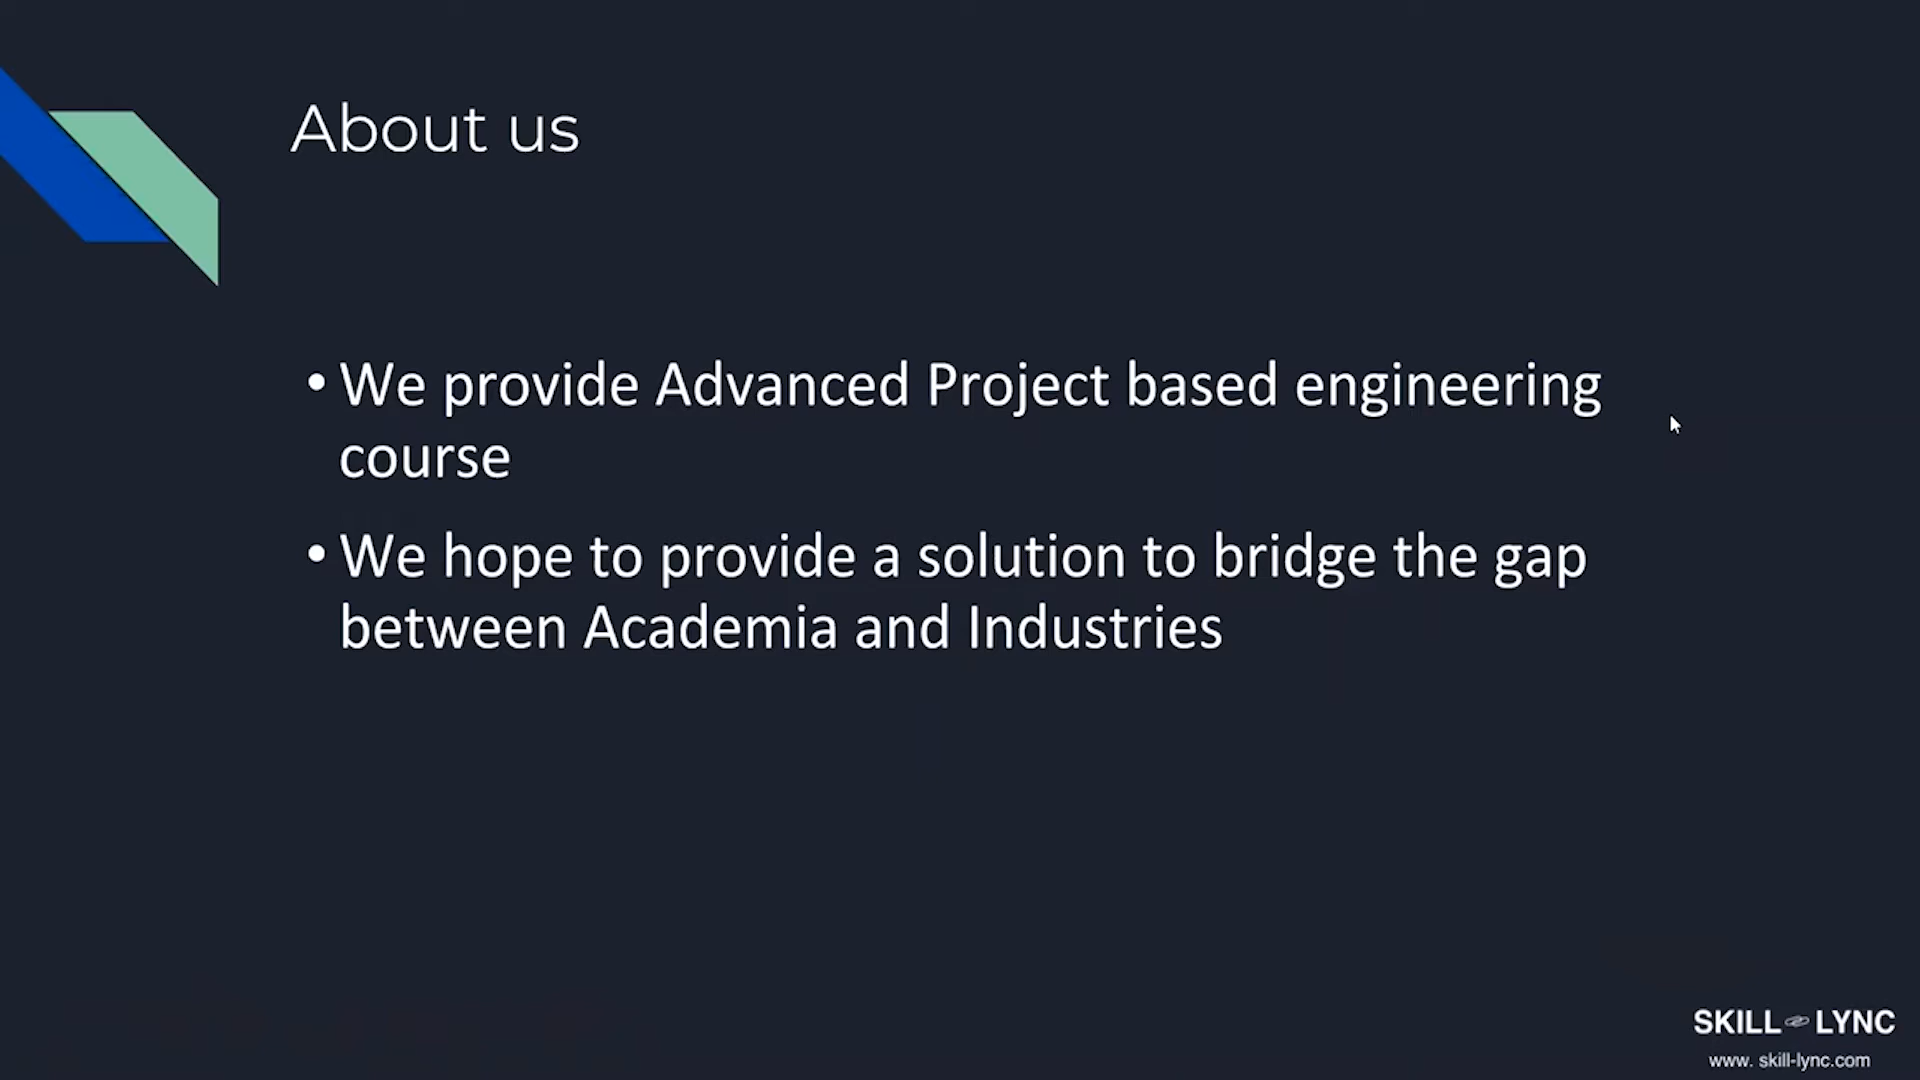 About us
• We provide Advanced Project based engineering
course
• We hope to provide a solution to bridge the gap
between Academia and Industries
SKILL LYNC
www. skill-lync.com